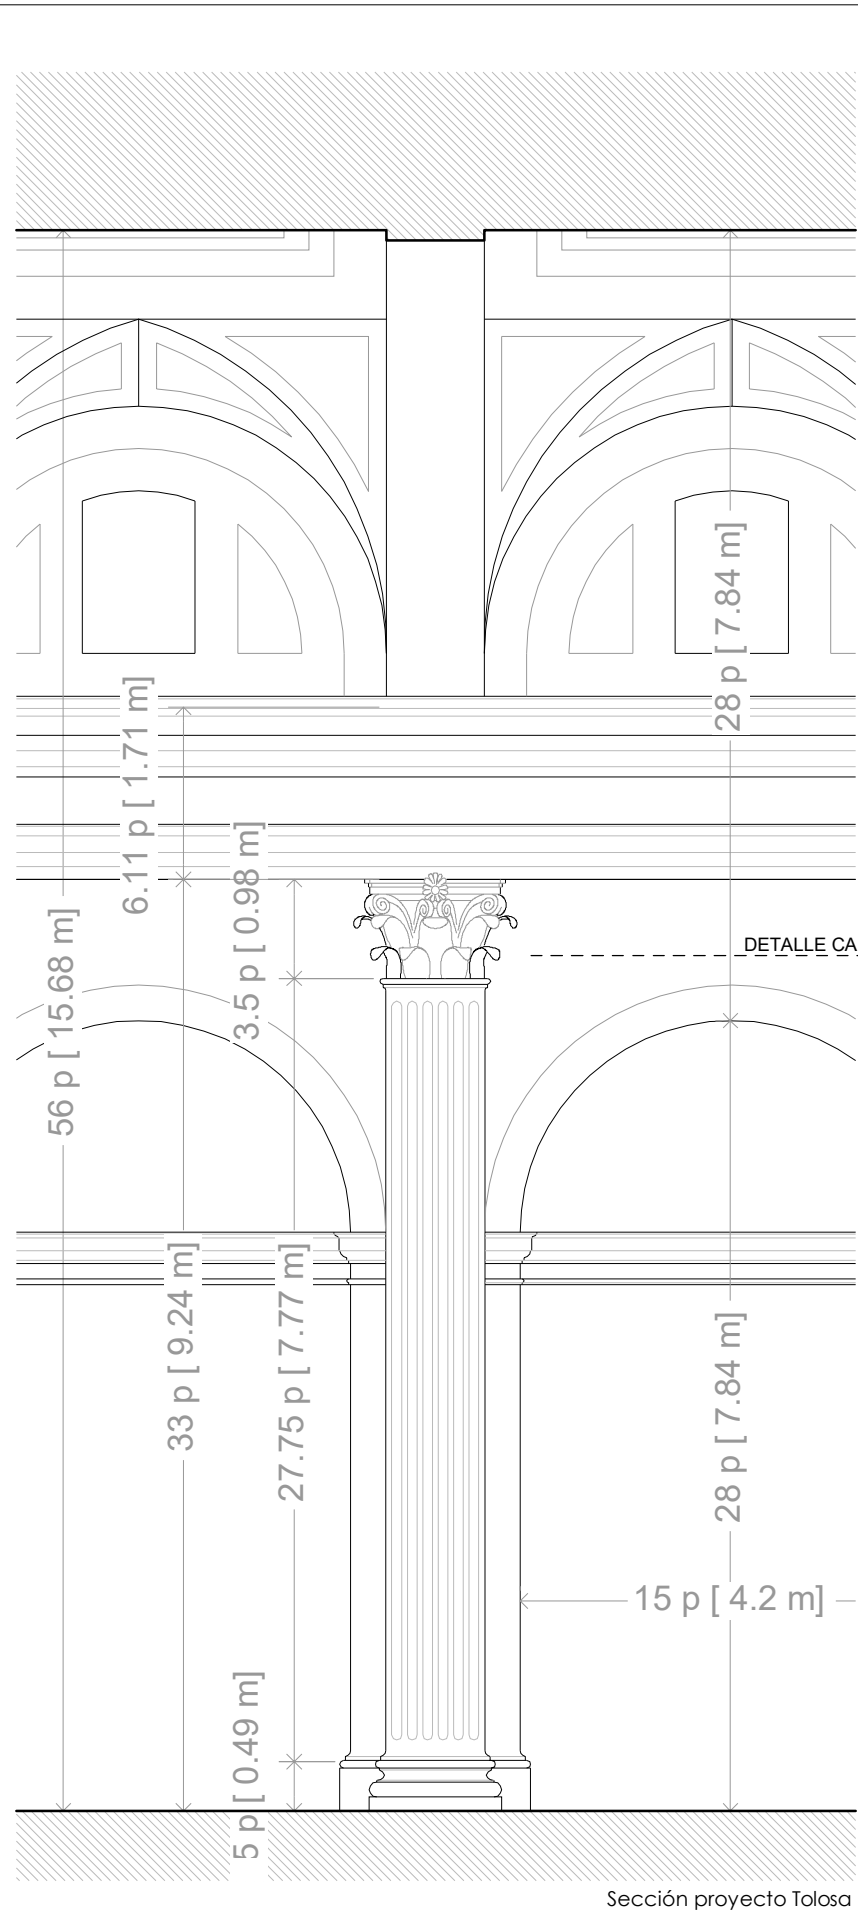 28 p [ 7.84 m]
6.11 p [ 1.71 m]
3.5 p [ 0.98 m]
56 p [ 15.68 m]
DETALLE CA
33 p [ 9.24 m]
27.75 p [ 7.77 m]
28 p [ 7.84 m]
15 p [ 4.2 m]
5 p [ 0.49 m]
Sección proyecto Tolosa